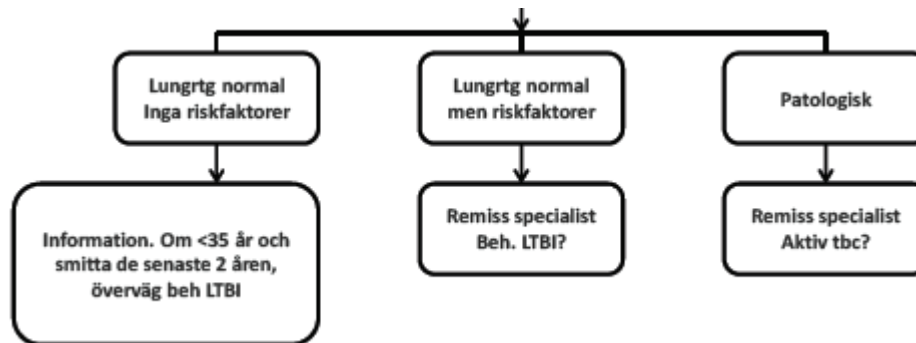 Lungrtg normal
Inga riskfaktorer
Lungrtg normal
men riskfaktorer
Patologisk
Information. Om <35 år och
smitta de senaste 2 åren,
överväg beh LTBI
Remiss specialist
Beh. LTBI?
Remiss specialist
Aktiv tbc?